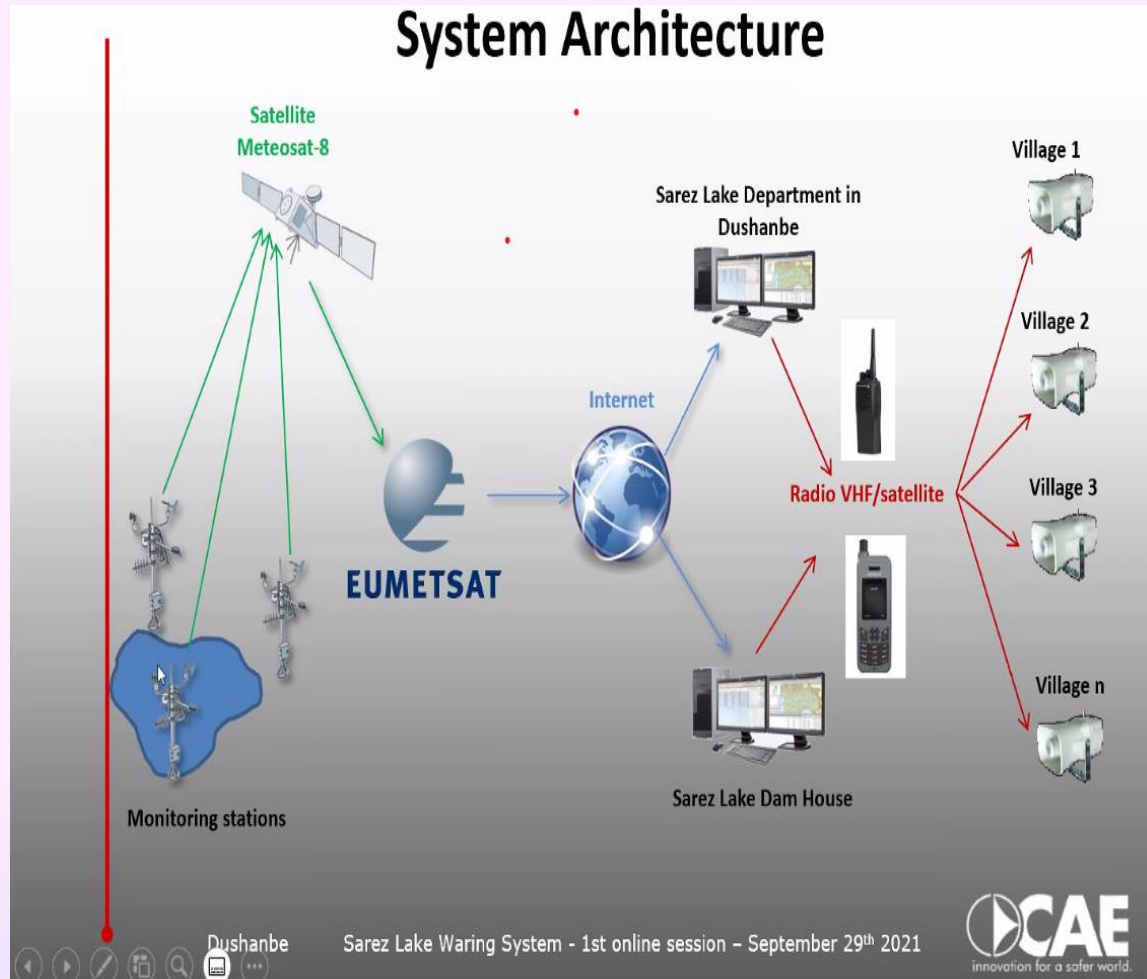 System Architecture
Satellite
Meteosat-8
Village 1
Sarez Lake Department in
Dushanbe
Village 2
Internet
Radio VHF/satellite
Village 3
EUMETSAT
Village n
Sarez Lake Dam House
Monitoring stations
Dushanbe
Sarez Lake Waring System - 1st online session – September 29th 2021
CAE
innovation for a safer world.